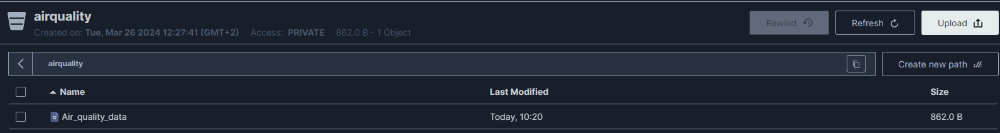 airquality
Created on: Tue, Mar 26 2024 12:27:41 (GMT+2) Access: PRIVATE 862.0 B - 1 Object
Rewind Refresh Upload
airquality
Create new path
Name Last Modified Size
Air_quality_data Today, 10:20 862.0 B